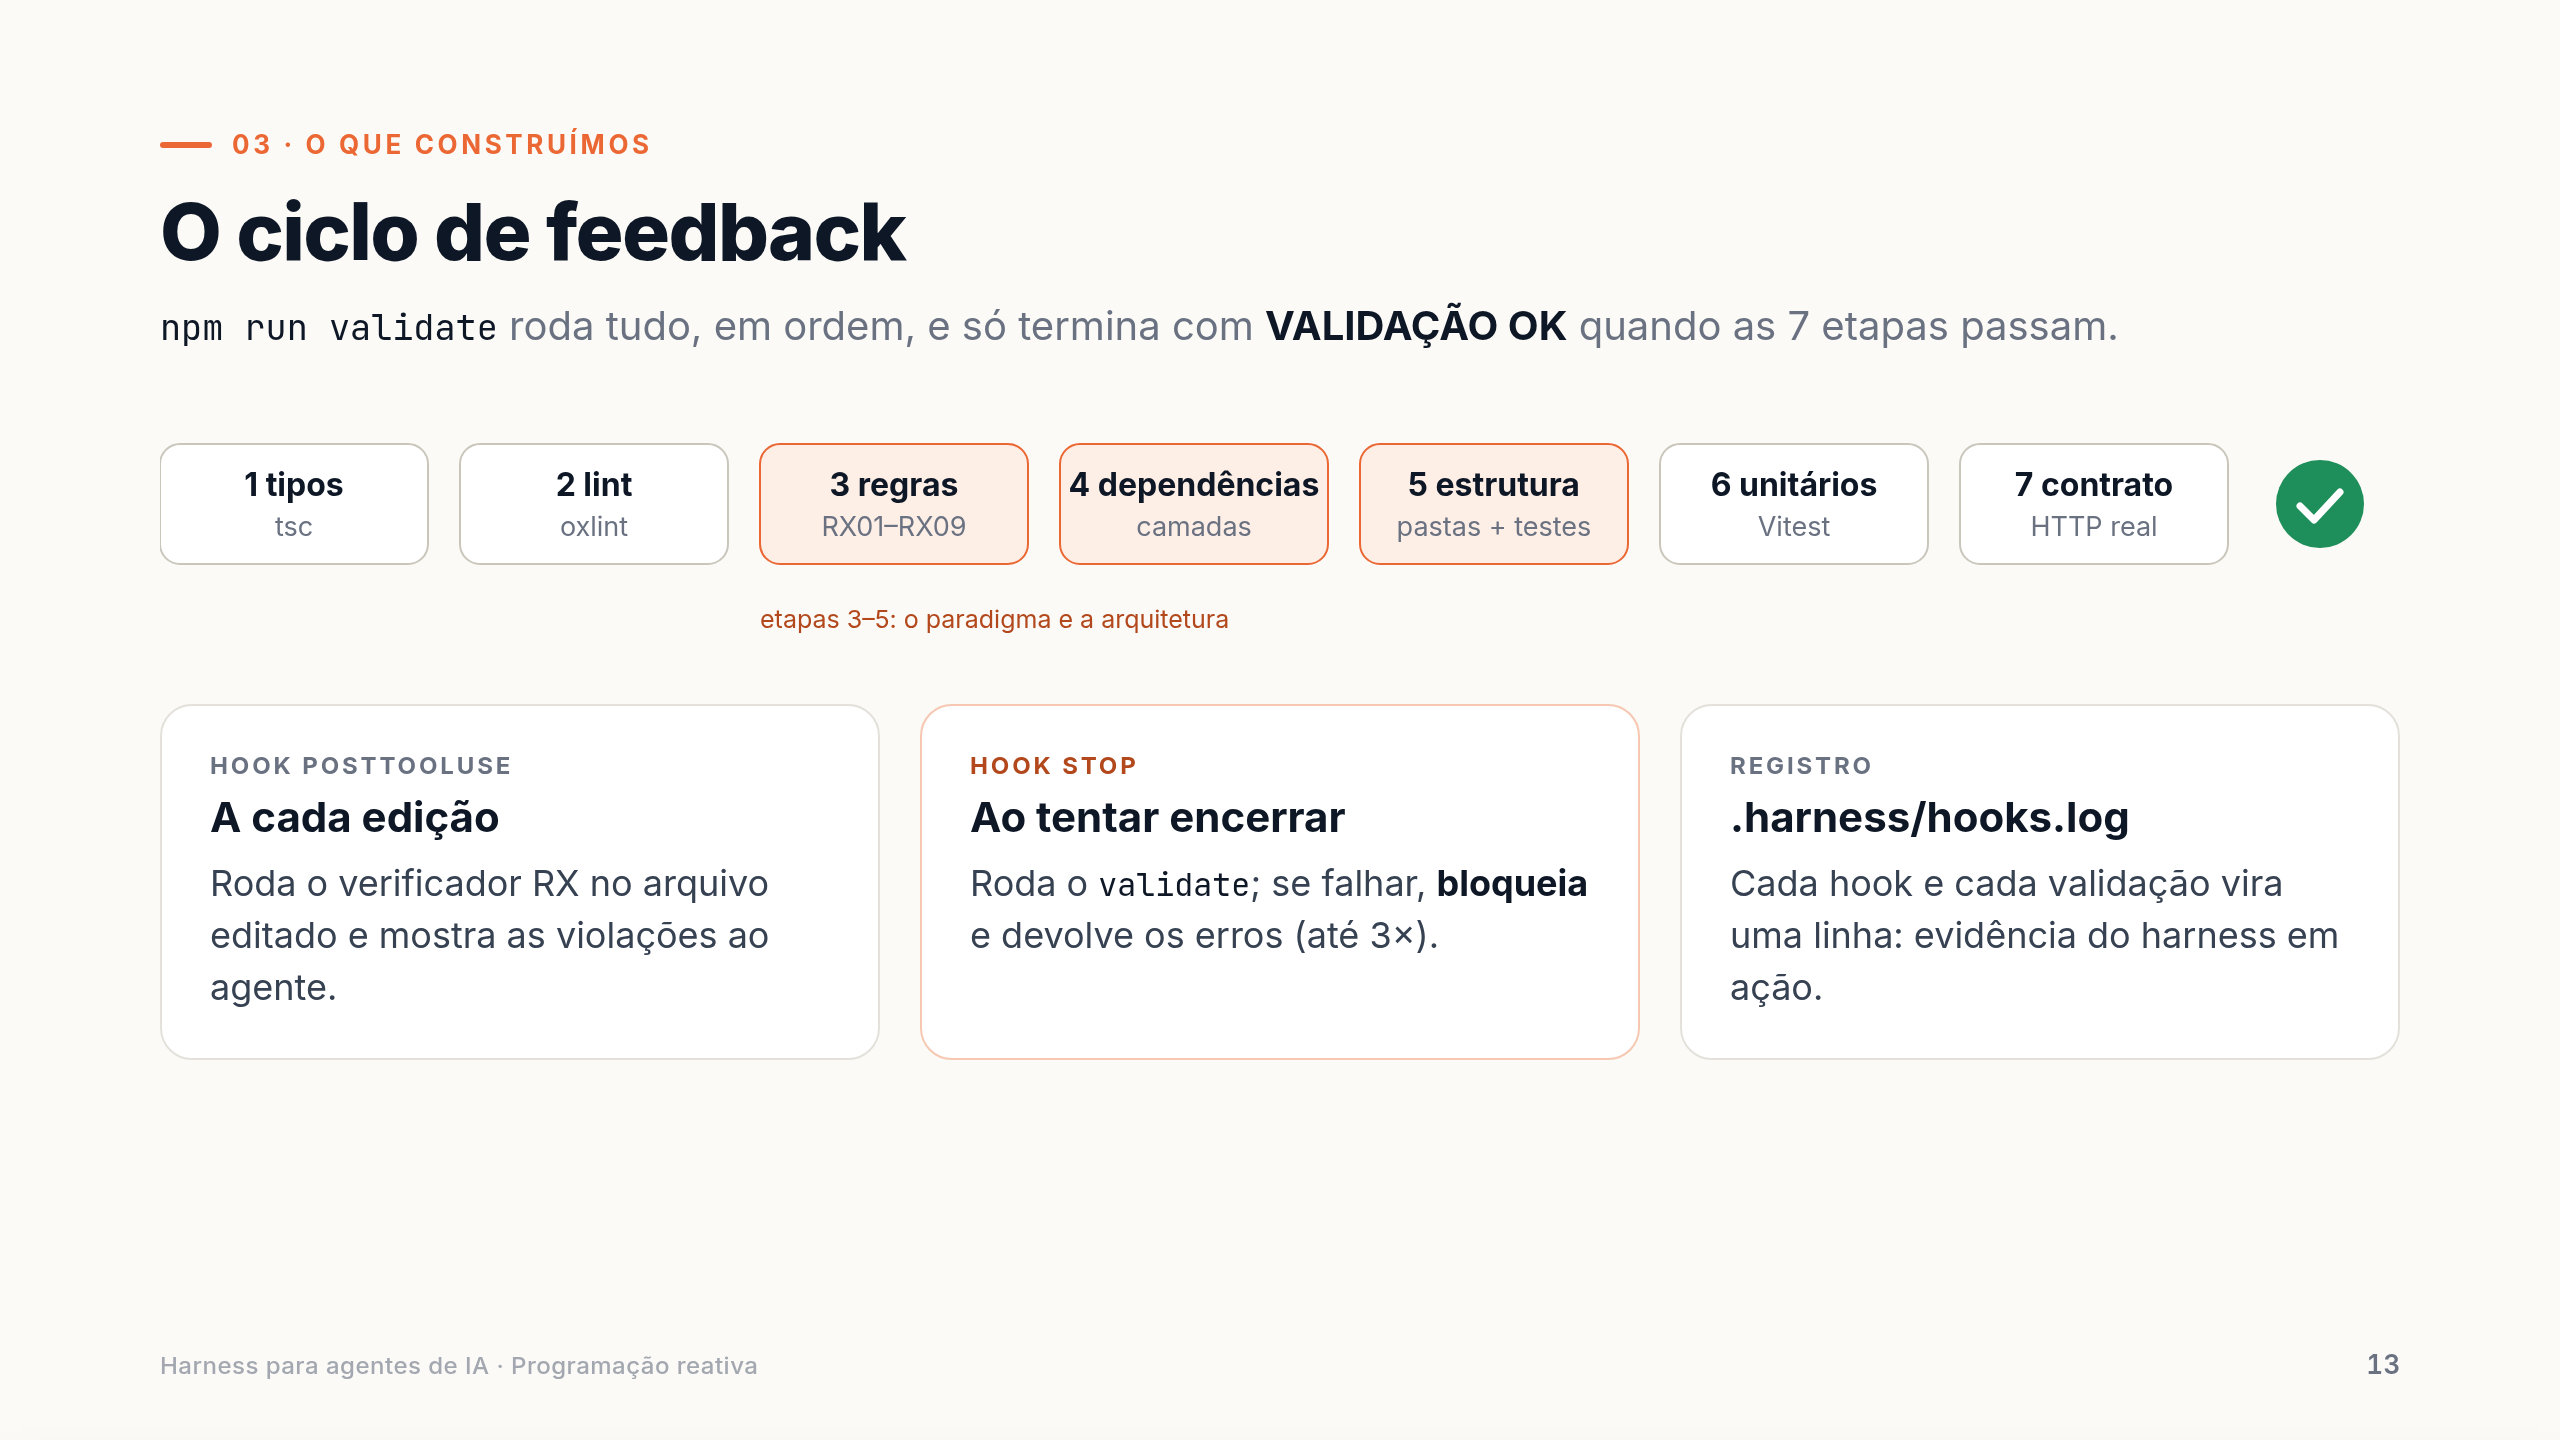 03 · O QUE CONSTRUÍMOS
O ciclo de feedback
npm run validate roda tudo, em ordem, e só termina com VALIDAÇÃO OK quando as 7 etapas passam.
1 tipos
tsc
2 lint
oxlint
3 regras
RX01–RX09
4 dependências
camadas
5 estrutura
pastas + testes
6 unitários
Vitest
7 contrato
HTTP real
etapas 3–5: o paradigma e a arquitetura
HOOK POSTTOOLUSE
A cada edição
Roda o verificador RX no arquivo
editado e mostra as violações ao
agente.
HOOK STOP
Ao tentar encerrar
Roda o validate; se falhar, bloqueia
e devolve os erros (até 3×).
REGISTRO
.harness/hooks.log
Cada hook e cada validação vira
uma linha: evidência do harness em
ação.
Harness para agentes de IA · Programação reativa
13